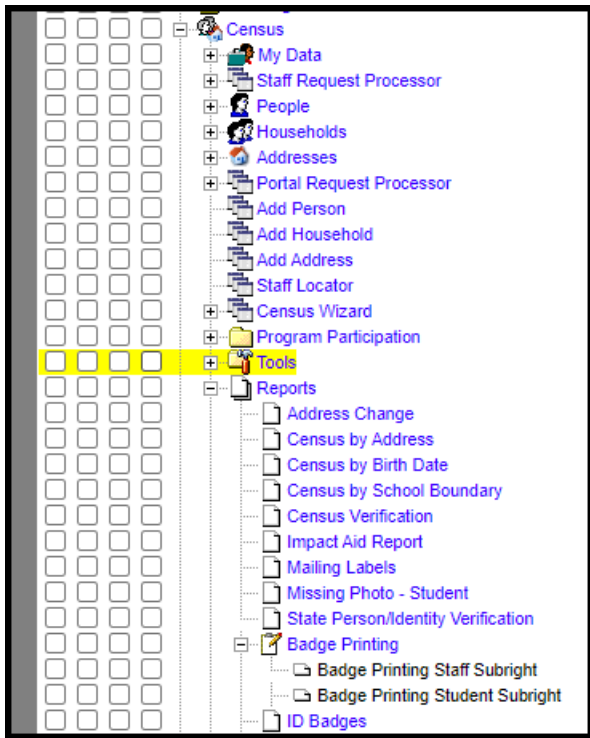 Census
My Data
Staff Request Processor
People
Households
Addresses
Portal Request Processor
Add Person
Add Household
Add Address
Staff Locator
Census Wizard
Program Participation
Tools
Reports
Address Change
Census by Address
Census by Birth Date
Census by School Boundary
Census Verification
Impact Aid Report
Mailing Labels
Missing Photo - Student
State Person/Identity Verification
Badge Printing
Badge Printing Staff Subright
Badge Printing Student Subright
ID Badges